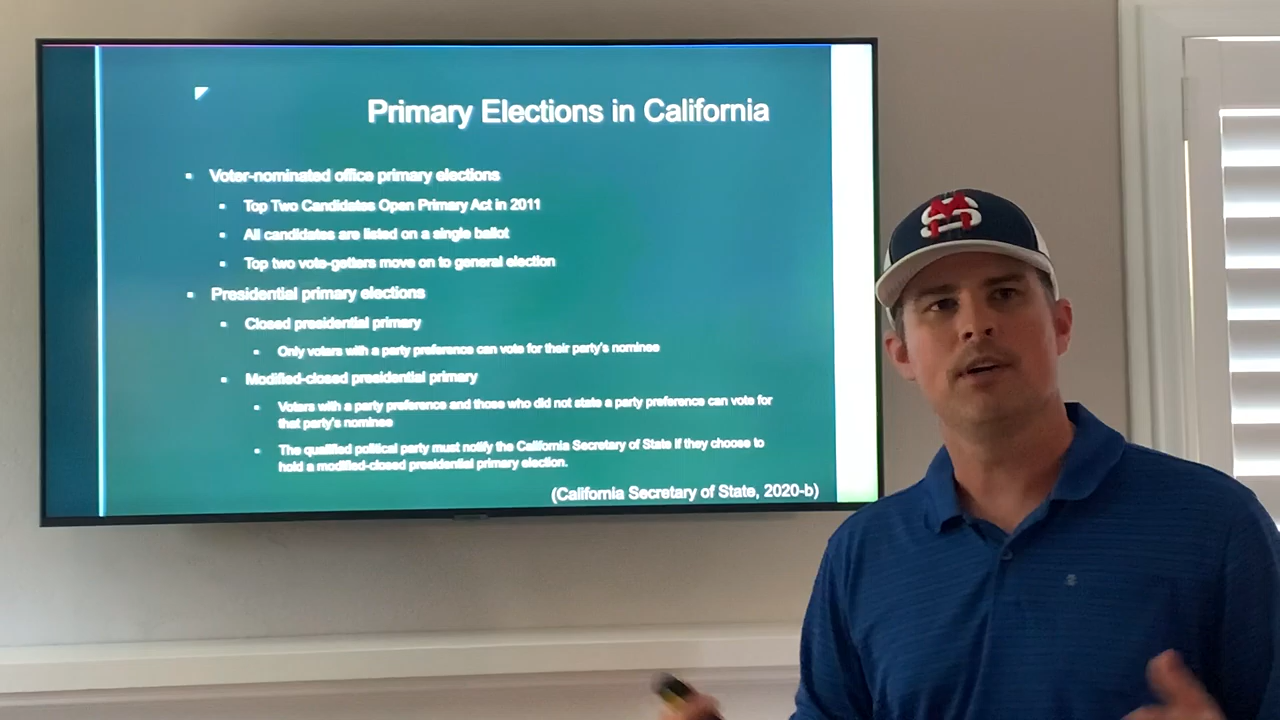 Primary Elections in California
Voter-nominated office primary elections
Top Two Candidates Open Primary Act in 2011
All candidates are listed on a single ballot
Top two vote-getters move on to general election
Presidential primary elections
Closed presidential primary
Only voters with a party preference can vote for their party's nominee
Modified-closed presidential primary
Voters with a party preference and those who did not state a party preference can vote for
that party's nominee
The qualified political party must notify the California Secretary of State if they choose to
hold a modified-closed presidential primary election.
(California Secretary of State, 2020-b)